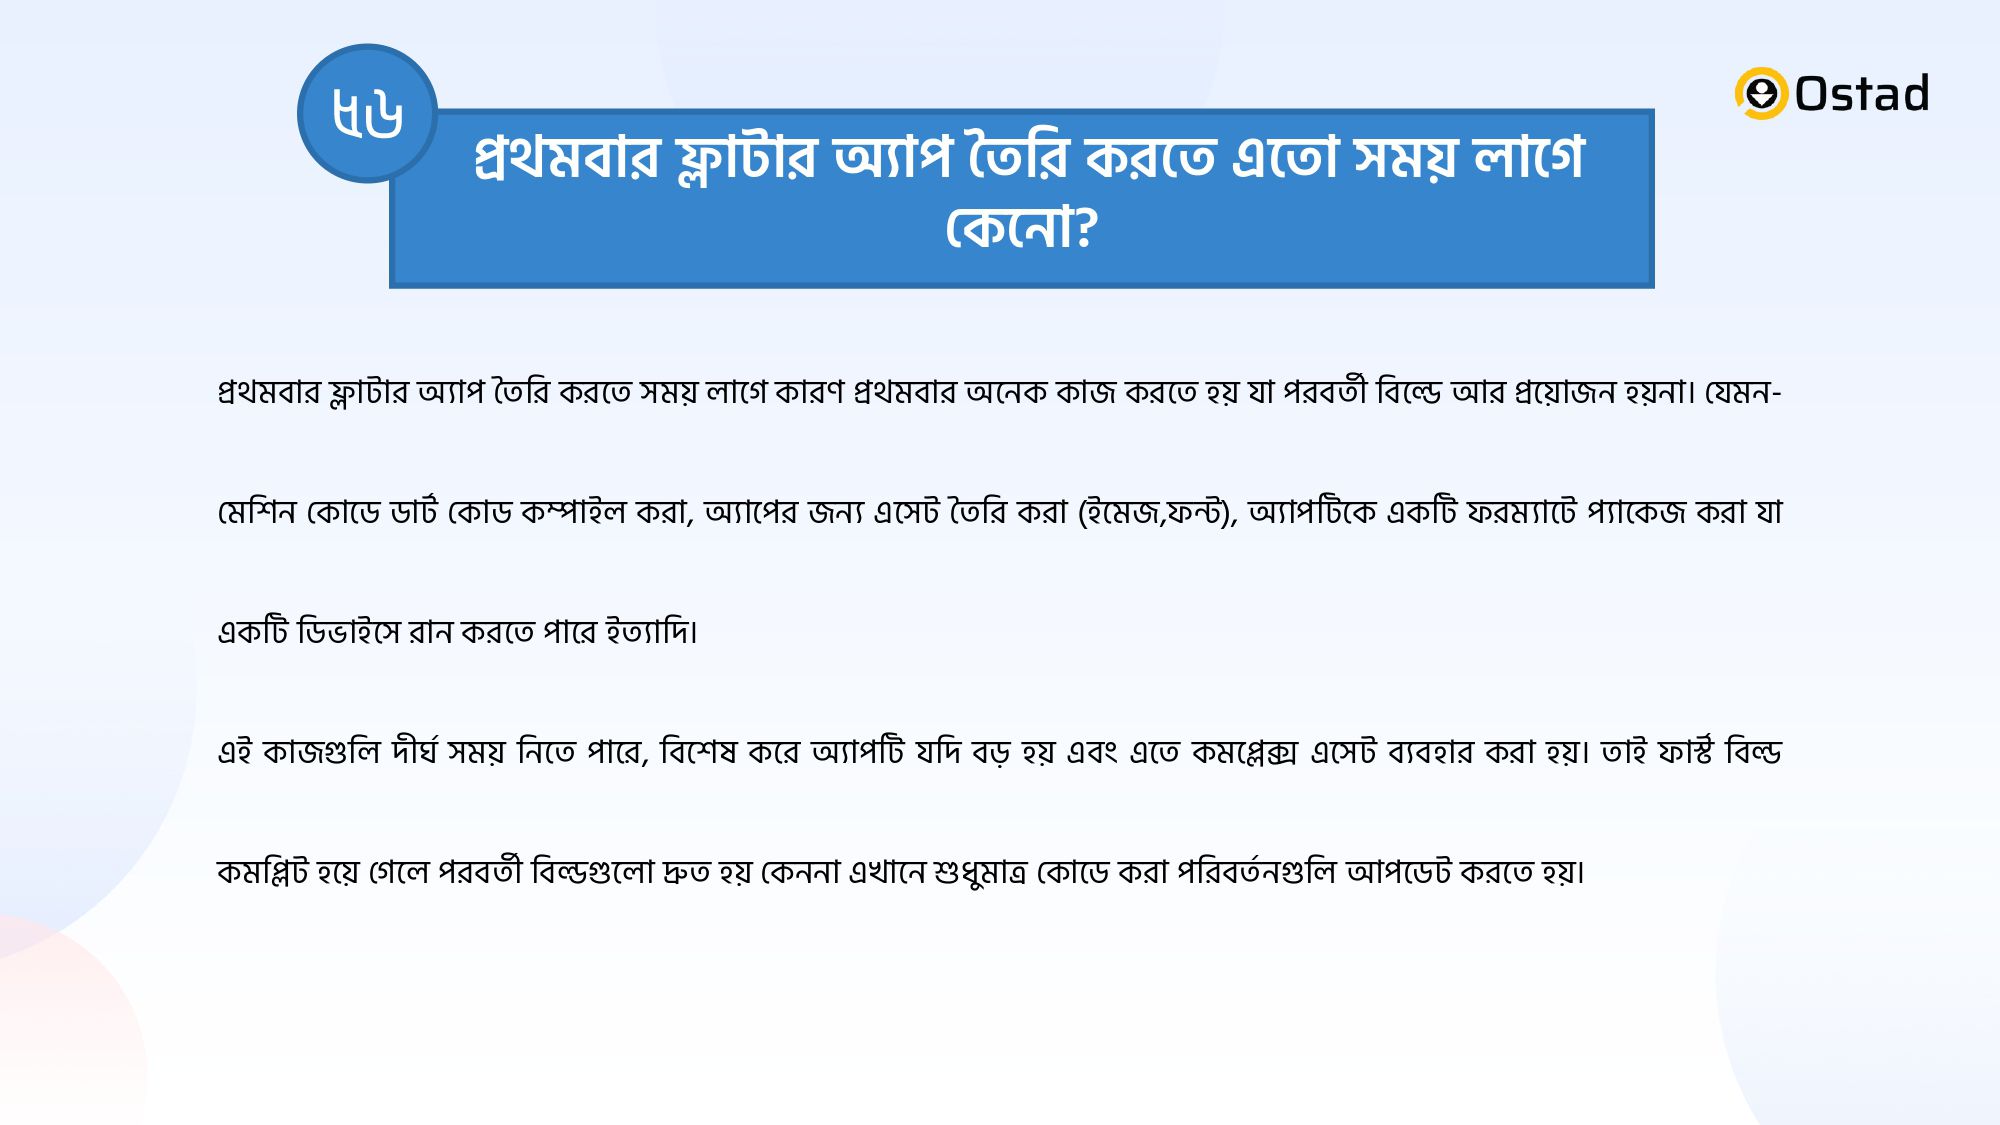 ৫৬
Ostad
প্রথমবার ফ্লাটার অ্যাপ তৈরি করতে এতো সময় লাগে
কেনো?
প্রথমবার ফ্লাটার অ্যাপ তৈরি করতে সময় লাগে কারণ প্রথমবার অনেক কাজ করতে হয় যা পরবর্তী বিল্ডে আর প্রয়োজন হয়না। যেমন-
মেশিন কোডে ডার্ট কোড কম্পাইল করা, অ্যাপের জন্য এসেট তৈরি করা (ইমেজ,ফন্ট), অ্যাপটিকে একটি ফরম্যাটে প্যাকেজ করা যা
একটি ডিভাইসে রান করতে পারে ইত্যাদি।
এই কাজগুলি দীর্ঘ সময় নিতে পারে, বিশেষ করে অ্যাপটি যদি বড় হয় এবং এতে কমপ্লেক্স এসেট ব্যবহার করা হয়। তাই ফার্স্ট বিল্ড
কমপ্লিট হয়ে গেলে পরবর্তী বিল্ডগুলো দ্রুত হয় কেননা এখানে শুধুমাত্র কোডে করা পরিবর্তনগুলি আপডেট করতে হয়।